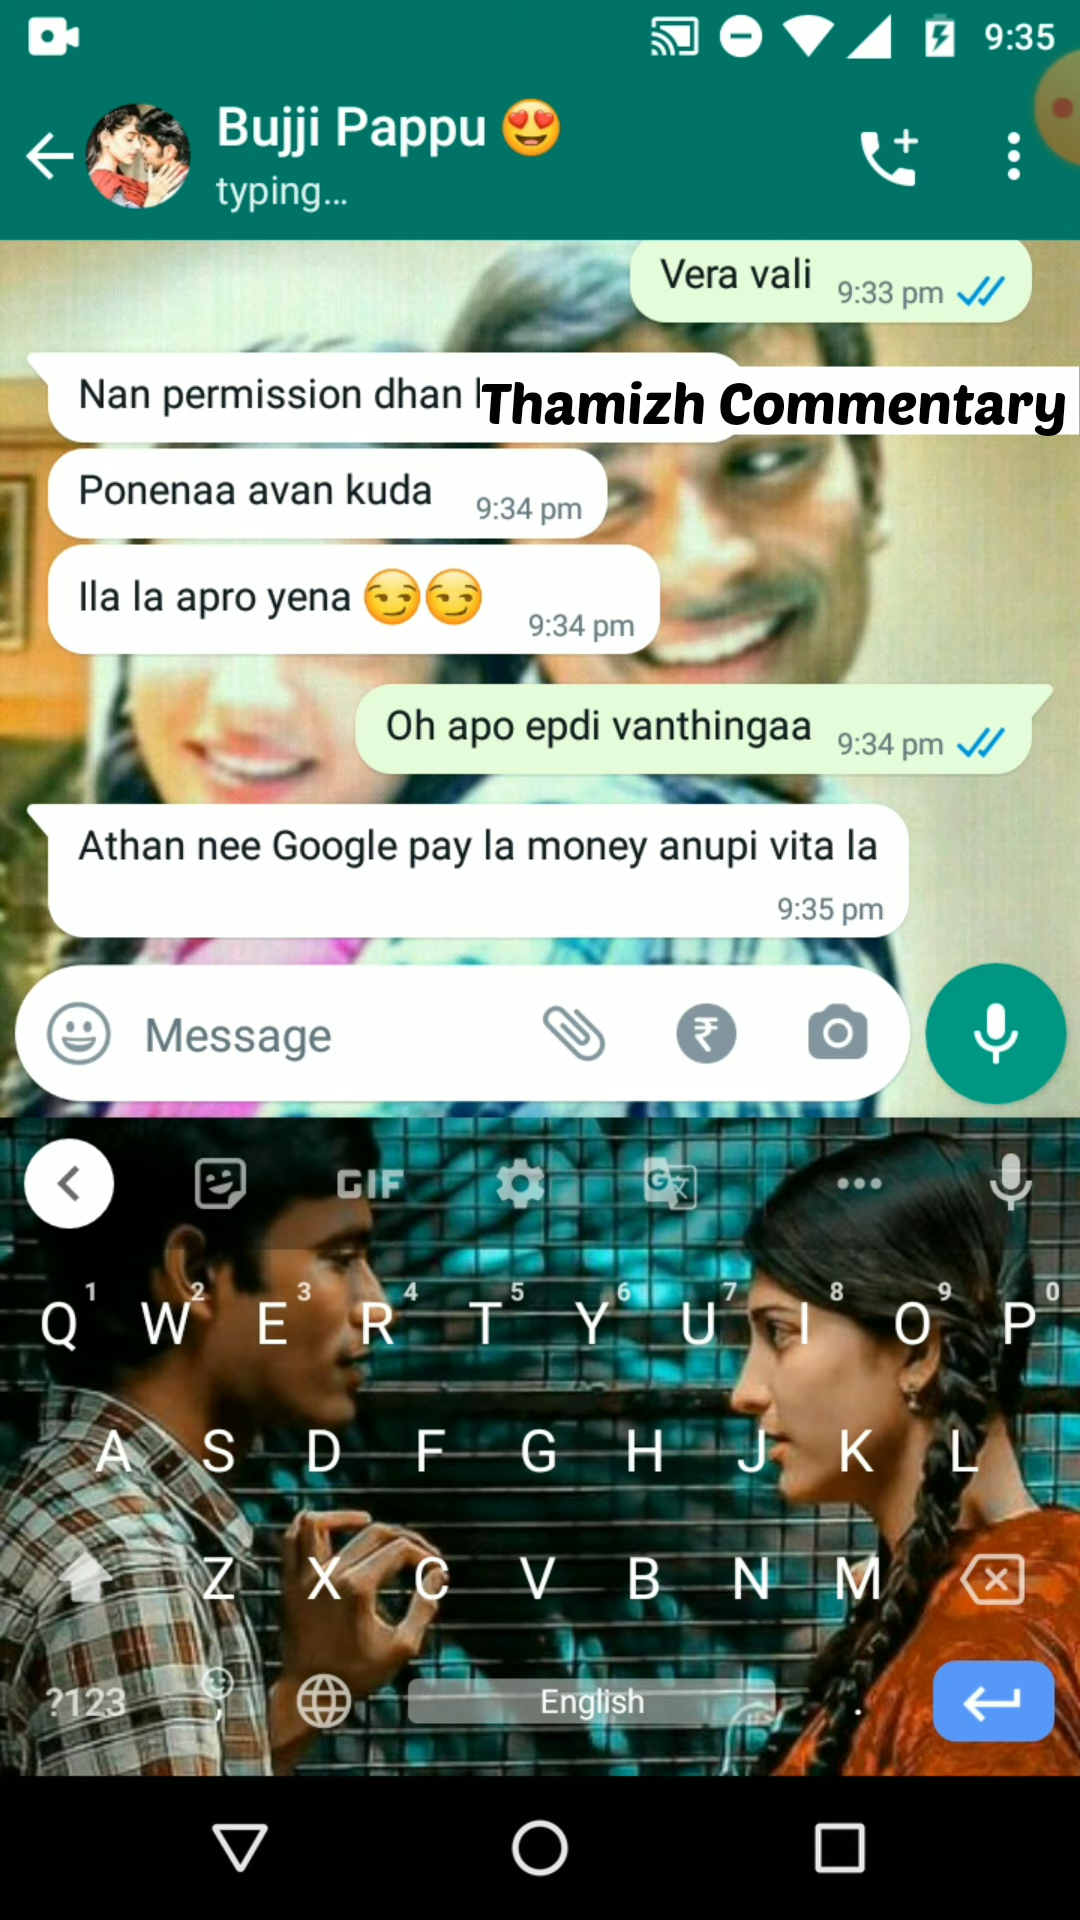 9:35
Bujji Pappu 😍
typing...
Vera vali 9:33 pm
Nan permission dhan
Thamizh Commentary
Ponenaa avan kuda 9:34 pm
Ila la apro yena 😏😏 9:34 pm
Oh apo epdi vanthingaa 9:34 pm
Athan nee Google pay la money anupi vita la
9:35 pm
Message
GIF
1 2 3 4 5 6 7 8 9 0
Q W E R T Y U I O P
A S D F G H J K L
Z X C V B N M
?123 , English .